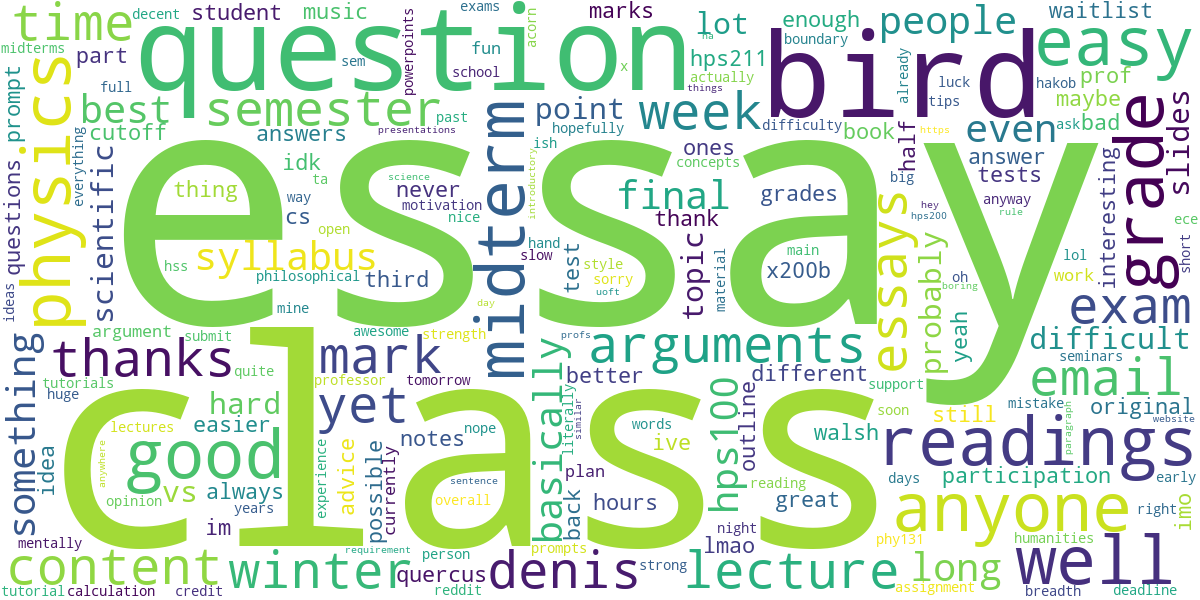 essay
class
question
bird
time
physics
semester
best
easy
people
lot
week
even
grade
slides
exam
midterm
final
essays
syllabus
arguments
readings
anyone
well
email
difficult
thanks
mark
yet
good
content
winter
denis
lecture
long
something
hard
basically
hps100
topic
point
probably
scientific
vs
idk
cs
never
third
answers
student
music
marks
part
hps211
enough
waitlist
prof
maybe
bad
book
half
ones
thank
grades
x200b
answer
tests
interesting
imo
participation
original
walsh
still
better
different
outline
great
hours
ive
back
notes
possible
advice
currently
always
im
easier
idea
quercus
lmao
test
thing
cutoff
questions.prompt
midterms
decent
exams
fun
school
sem
powerpoints
acorn
full
past
hopefully
ish
difficulty
boundary
actually
things
x
ha
already
luck
tips
hakob
ask
ece
short
big
anyway
hey
hps200
https
rule
oh
boring
lol
work
yeah
seminars
mistake
website
paragraph
early
right
days
soon
support
humanities
breadth
deadline
phy131
assignment
reading
night
strong
main
material
concepts
sorry
style
uoft
hand
slow
introductory
presentations
science
motivation
nice
open
ta
way
hss
philosophical
mine
day
strength
awesome
argument
submit
quite
professor
tomorrow
profs
literally
similar
words
plan
nope
overall
sentence
prompts
person
reddit
requirement
experience
years
opinion
lectures
anywhere
tutorials
huge
mentally
tutorial
calculation
credit
ideas
everything